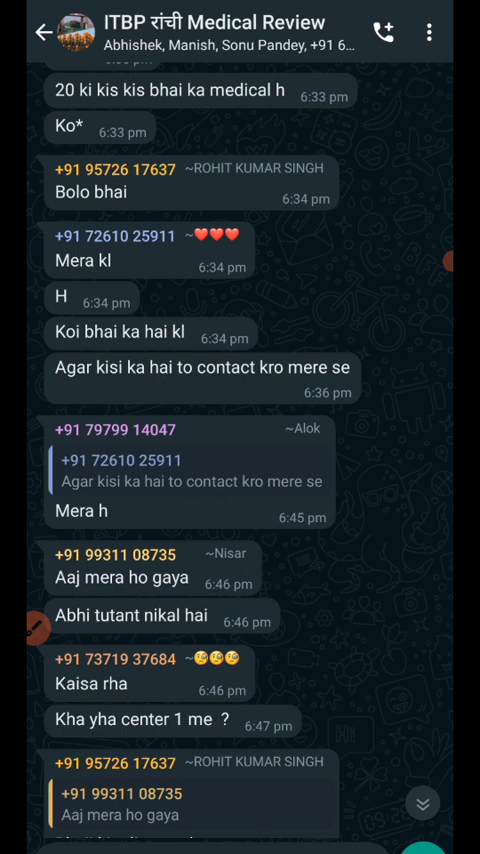 ITBP रांची Medical Review
Abhishek, Manish, Sonu Pandey, +91 6...
20 ki kis kis bhai ka medical h 6:33 pm
Ko* 6:33 pm
+91 95726 17637 ~ROHIT KUMAR SINGH
Bolo bhai
6:34 pm
+91 72610 25911 ~❤️❤️❤️
Mera kl
6:34 pm
H 6:34 pm
Koi bhai ka hai kl 6:34 pm
Agar kisi ka hai to contact kro mere se
6:36 pm
+91 79799 14047 ~Alok
+91 72610 25911
Agar kisi ka hai to contact kro mere se
Mera h 6:45 pm
+91 99311 08735 ~Nisar
Aaj mera ho gaya 6:46 pm
Abhi tutant nikal hai 6:46 pm
+91 73719 37684 ~🧐🧐🧐
Kaisa rha
6:46 pm
Kha yha center 1 me ? 6:47 pm
+91 95726 17637 ~ROHIT KUMAR SINGH
+91 99311 08735
Aaj mera ho gaya